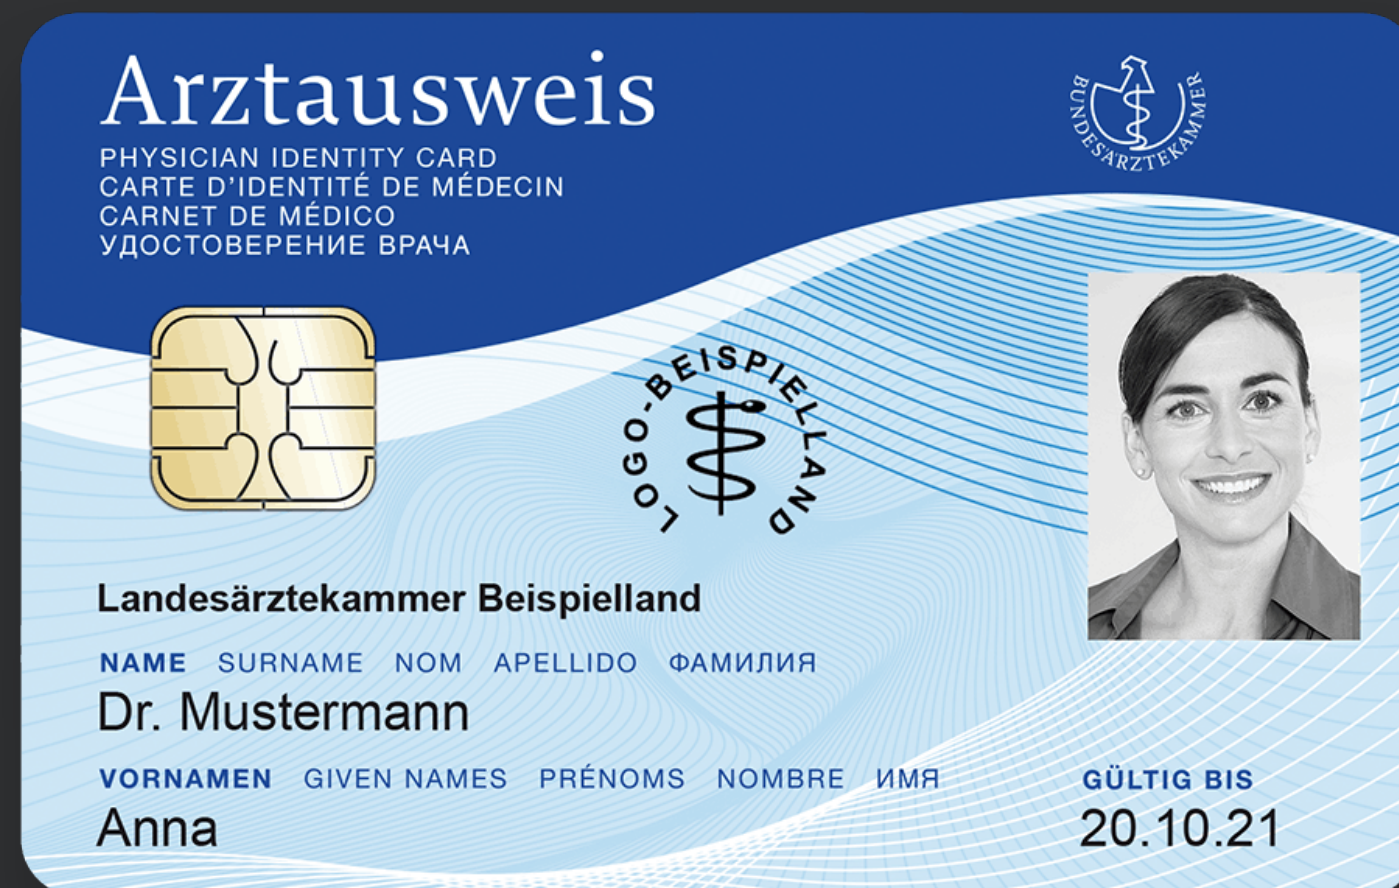 Arztausweis
BUNDESÄRZTEKAMMER
PHYSICIAN IDENTITY CARD
CARTE D'IDENTITÉ DE MÉDECIN
CARNET DE MÉDICO
УДОСТОВЕРЕНИЕ ВРАЧА
LOGO-BEISPIELLAND
Landesärztekammer Beispielland
NAME SURNAME NOM APELLIDO ФАМИЛИЯ
Dr. Mustermann
VORNAMEN GIVEN NAMES PRÉNOMS NOMBRE ИМЯ
Anna
GÜLTIG BIS
20.10.21